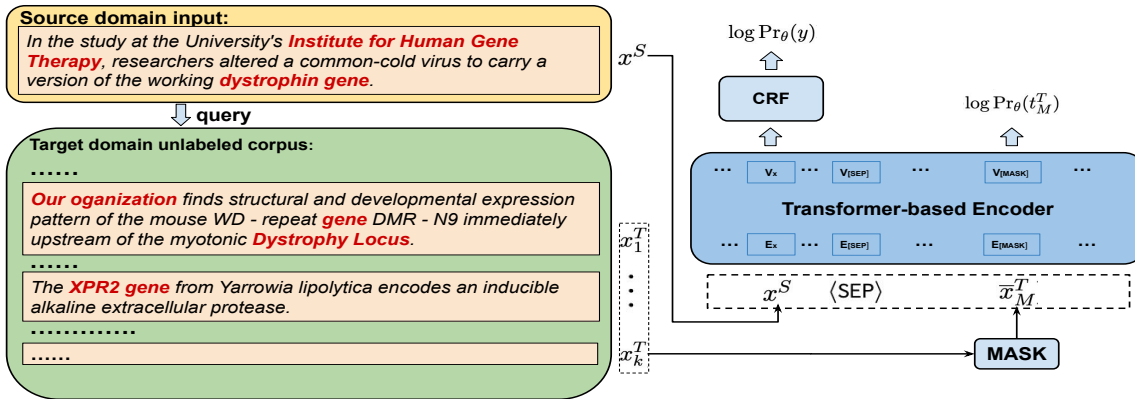 Source domain input:
In the study at the University's Institute for Human Gene
Therapy, researchers altered a common-cold virus to carry a
version of the working dystrophin gene.
query
Target domain unlabeled corpus:
......
Our oganization finds structural and developmental expression
pattern of the mouse WD - repeat gene DMR - N9 immediately
upstream of the myotonic Dystrophy Locus.
......
The XPR2 gene from Yarrowia lipolytica encodes an inducible
alkaline extracellular protease.
.............
......
x^S
x_1^T
x_k^T
log Pr_θ(y)
CRF
log Pr_θ(t_M^T)
... V_x ... V_[SEP] ... V_[MASK] ...
Transformer-based Encoder
... E_x ... E_[SEP] ... E_[MASK] ...
x^S ⟨SEP⟩ x̅_M^T
MASK